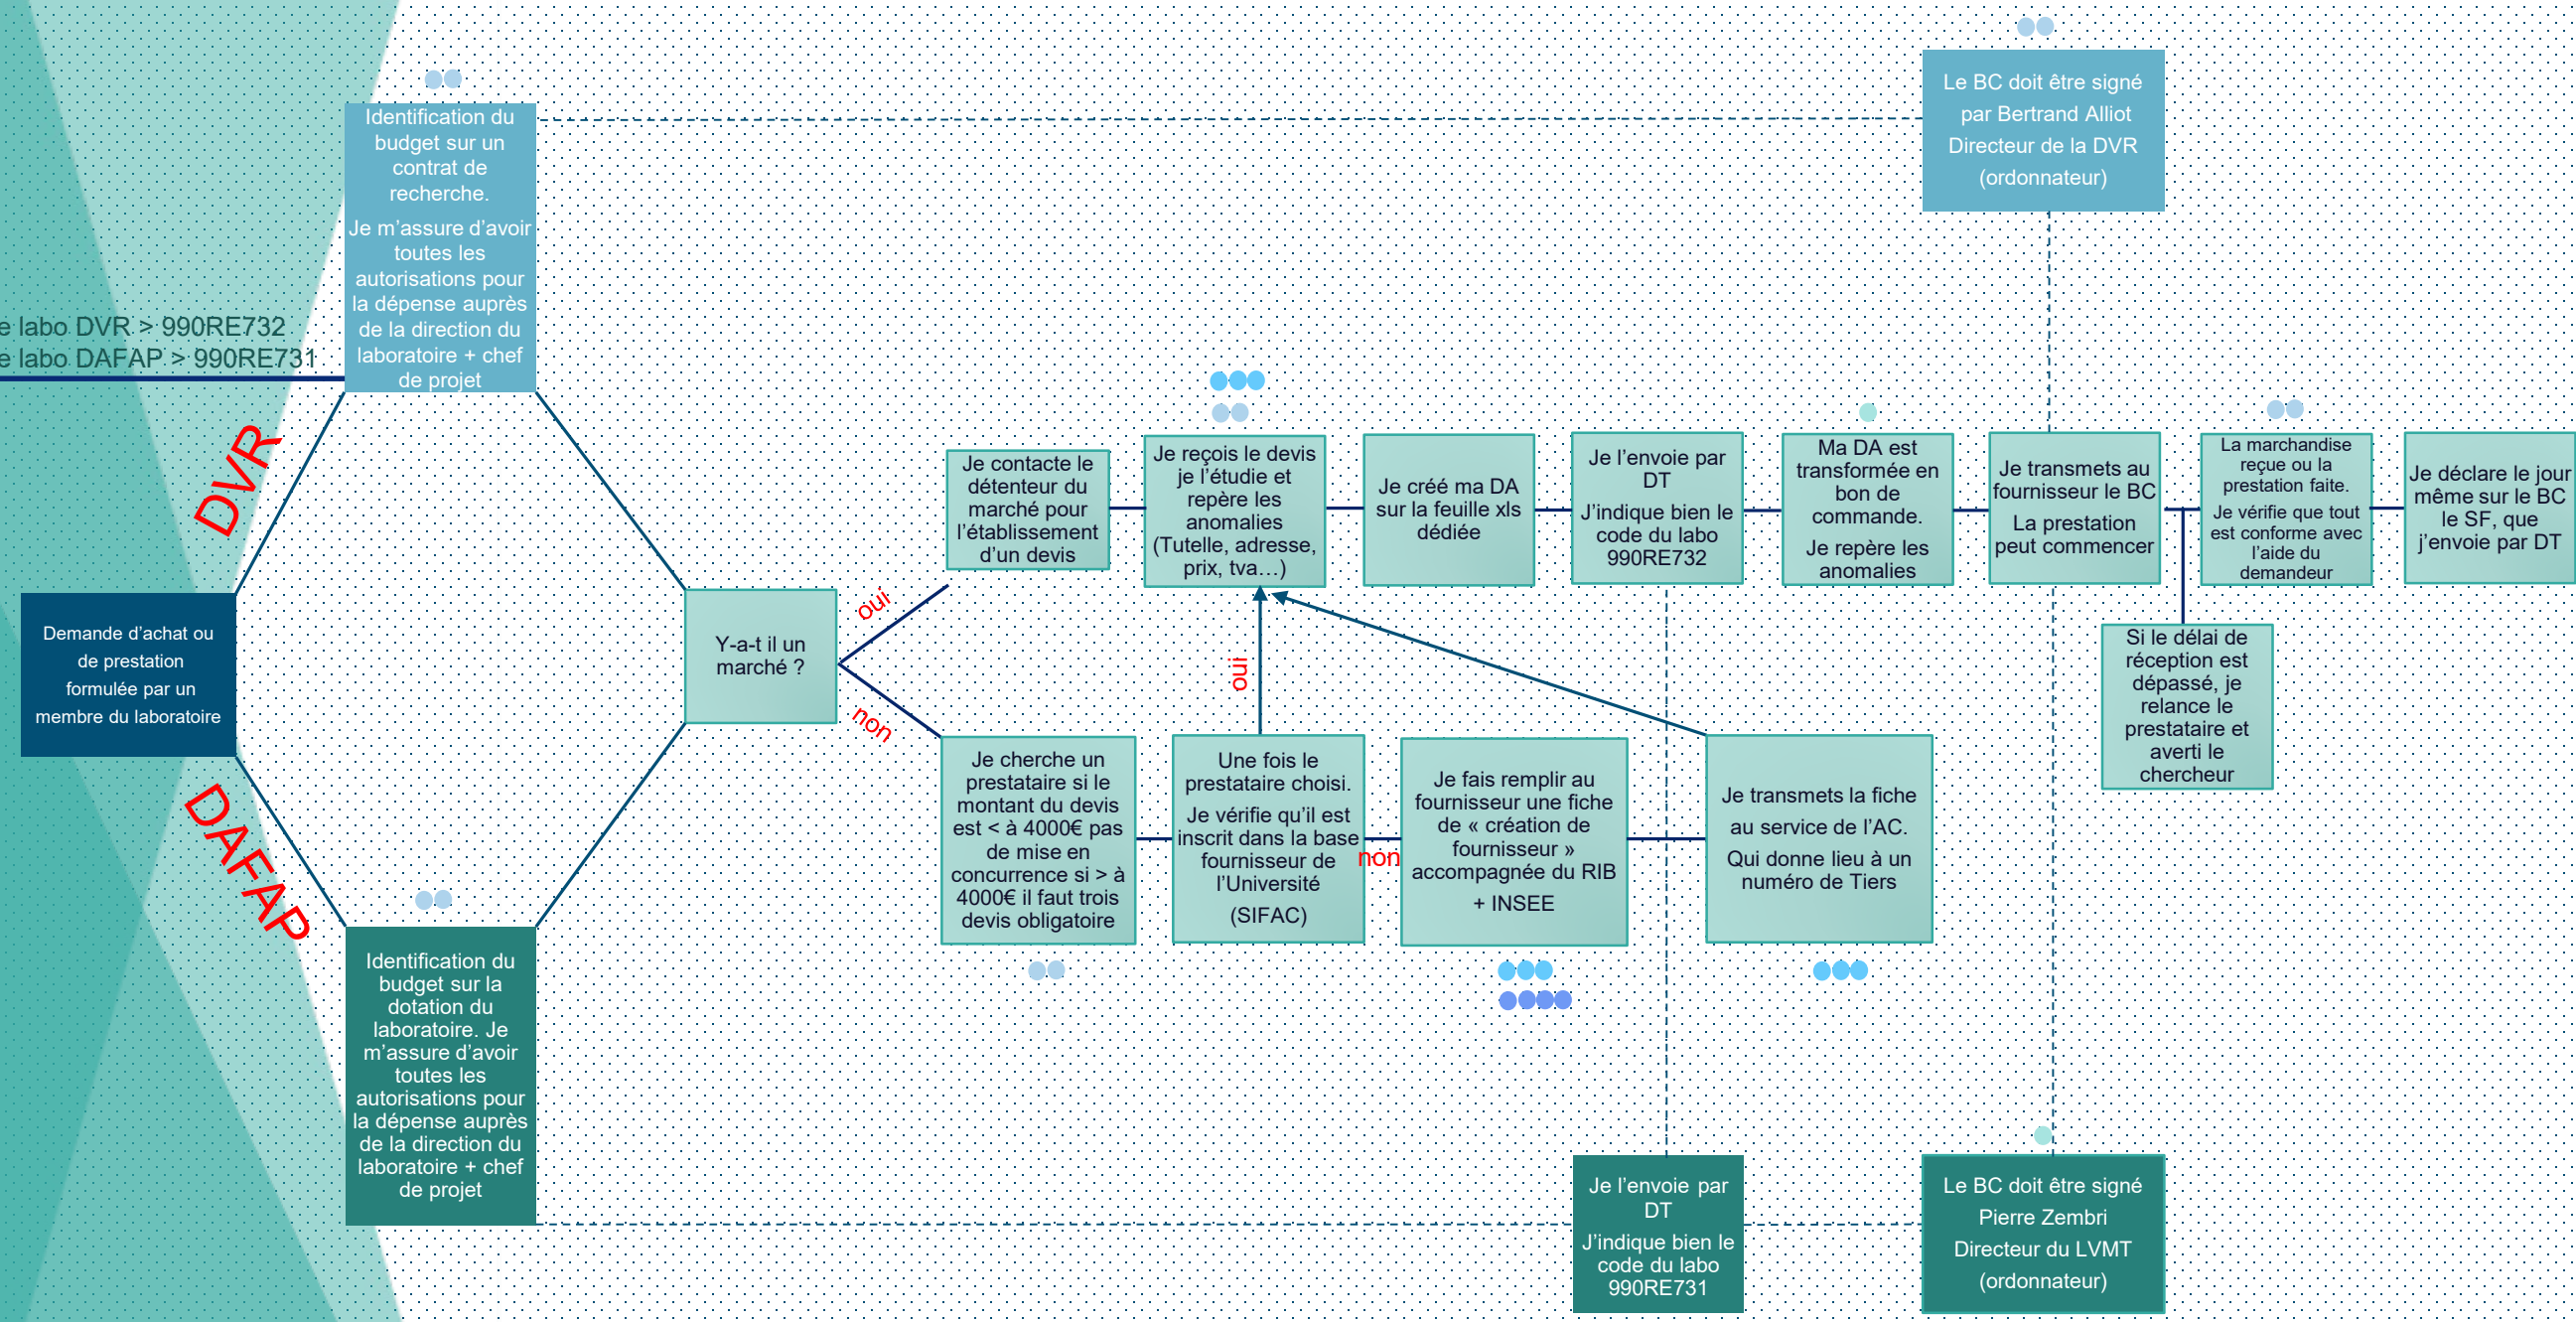 Identification du
budget sur un
contrat de
recherche.
Je m'assure d'avoir
toutes les
autorisations pour
la dépense auprès
de la direction du
laboratoire + chef
de projet
Le BC doit être signé
par Bertrand Alliot
Directeur de la DVR
(ordonnateur)
e labo DVR > 990RE732
e labo DAFAP > 990RE731
DVR
Demande d'achat ou
de prestation
formulée par un
membre du laboratoire
DAFAP
Identification du
budget sur la
dotation du
laboratoire. Je
m'assure d'avoir
toutes les
autorisations pour
la dépense auprès
de la direction du
laboratoire + chef
de projet
Y-a-t il un
marché ?
oui
non
Je contacte le
détenteur du
marché pour
l'établissement
d'un devis
Je reçois le devis
je l'étudie et
repère les
anomalies
(Tutelle, adresse,
prix, tva…)
Je créé ma DA
sur la feuille xls
dédiée
Je l'envoie par
DT
J'indique bien le
code du labo
990RE732
Ma DA est
transformée en
bon de
commande.
Je repère les
anomalies
Je transmets au
fournisseur le BC
La prestation
peut commencer
La marchandise
reçue ou la
prestation faite.
Je vérifie que tout
est conforme avec
l'aide du
demandeur
Je déclare le jour
même sur le BC
le SF, que
j'envoie par DT
Si le délai de
réception est
dépassé, je
relance le
prestataire et
averti le
chercheur
Je cherche un
prestataire si le
montant du devis
est < à 4000€ pas
de mise en
concurrence si > à
4000€ il faut trois
devis obligatoire
oui
Une fois le
prestataire choisi.
Je vérifie qu'il est
inscrit dans la base
fournisseur de
l'Université
(SIFAC)
non
Je fais remplir au
fournisseur une fiche
de « création de
fournisseur »
accompagnée du RIB
+ INSEE
Je transmets la fiche
au service de l'AC.
Qui donne lieu à un
numéro de Tiers
Je l'envoie par
DT
J'indique bien le
code du labo
990RE731
Le BC doit être signé
Pierre Zembri
Directeur du LVMT
(ordonnateur)